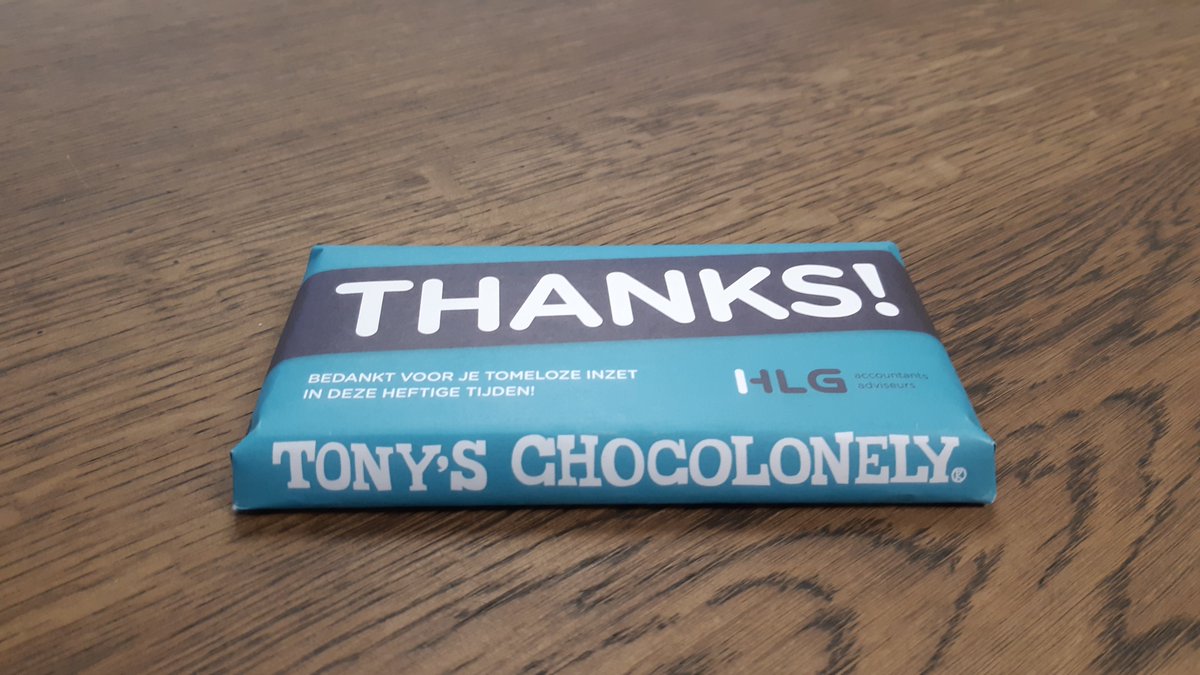 THANKS!
BEDANKT VOOR JE TOMELOZE INZET
IN DEZE HEFTIGE TIJDEN!
HLG accountants
adviseurs
TONY'S CHOCOLONELY